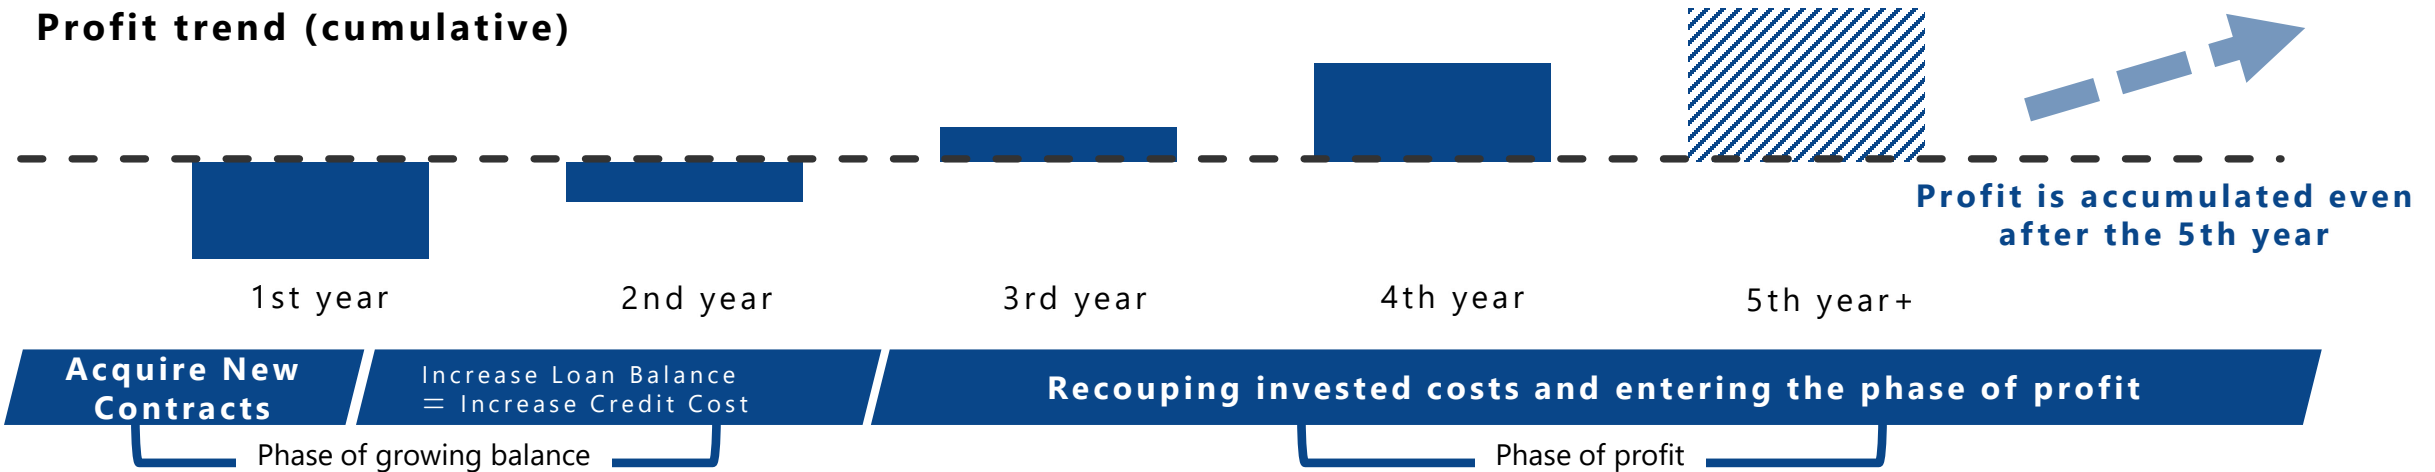 Profit trend (cumulative)
Profit is accumulated even
after the 5th year
1st year
2nd year
3rd year
4th year
5th year+
Acquire New
Contracts
Increase Loan Balance
＝ Increase Credit Cost
Recouping invested costs and entering the phase of profit
Phase of growing balance
Phase of profit